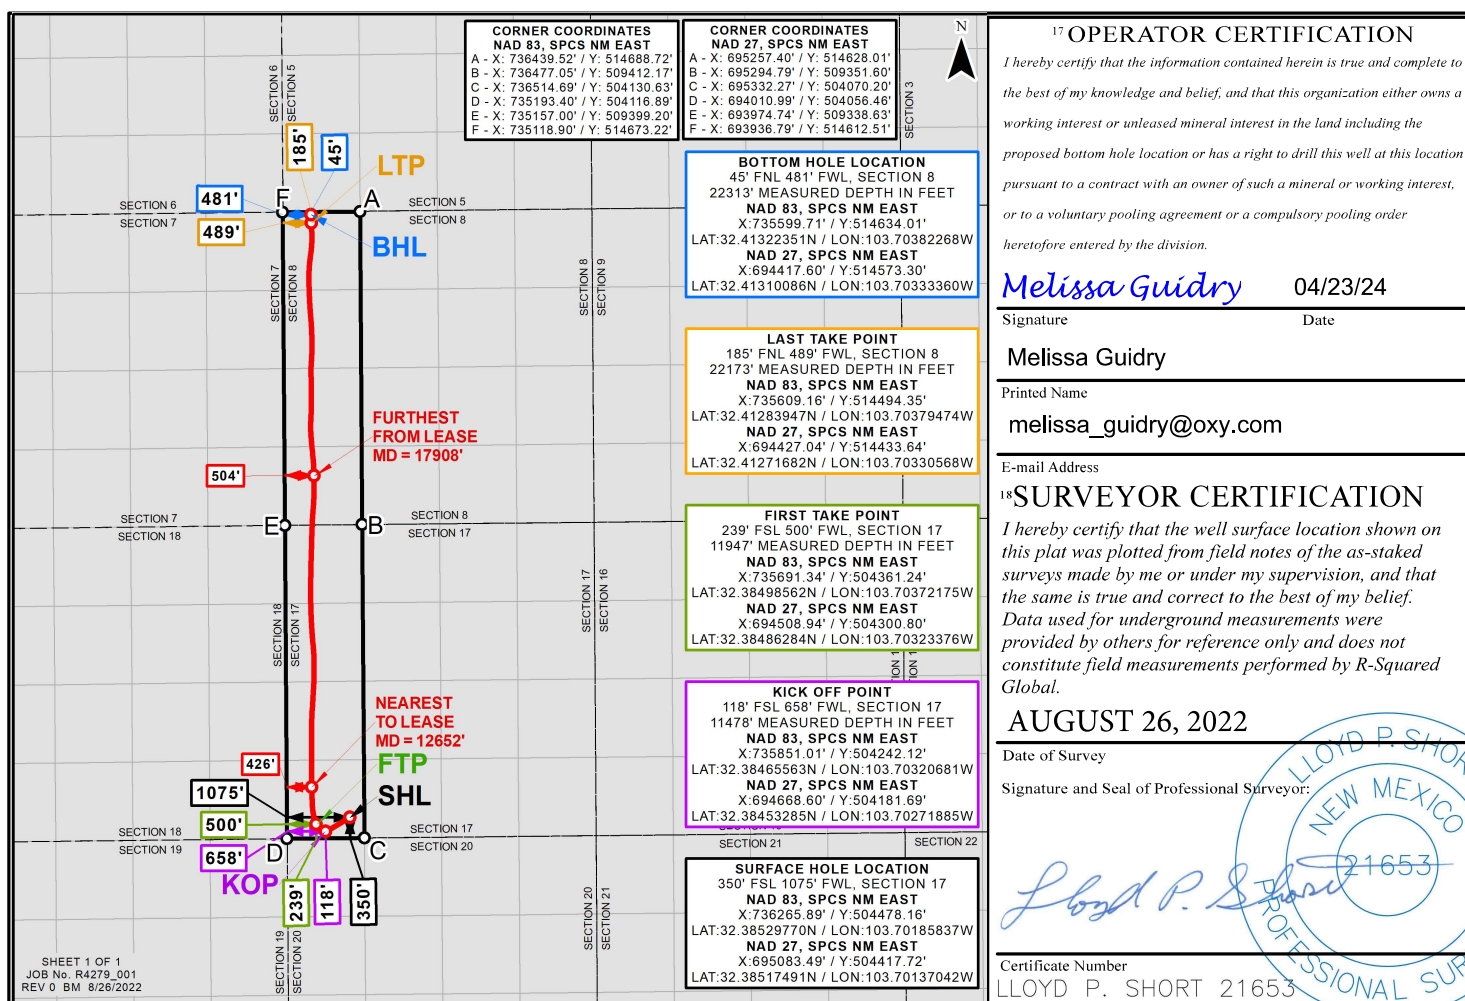 CORNER COORDINATES
NAD 83, SPCS NM EAST
A - X: 736439.52' / Y: 514688.72'
B - X: 736477.05' / Y: 509412.17'
C - X: 736514.69' / Y: 504130.63'
D - X: 735193.40' / Y: 504116.89'
E - X: 735157.00' / Y: 509399.20'
F - X: 735118.90' / Y: 514673.22'
CORNER COORDINATES
NAD 27, SPCS NM EAST
A - X: 695257.40' / Y: 514628.01'
B - X: 695294.79' / Y: 509351.60'
C - X: 695332.27' / Y: 504070.20'
D - X: 694010.99' / Y: 504056.46'
E - X: 693974.74' / Y: 509338.63'
F - X: 693936.79' / Y: 514612.51'
N
SECTION 6
SECTION 5
SECTION 3
185'
45'
LTP
481'
F
A
489'
BHL
SECTION 6
SECTION 7
SECTION 5
SECTION 8
SECTION 7
SECTION 8
SECTION 8
SECTION 9
BOTTOM HOLE LOCATION
45' FNL 481' FWL, SECTION 8
22313' MEASURED DEPTH IN FEET
NAD 83, SPCS NM EAST
X:735599.71' / Y:514634.01'
LAT:32.41322351N / LON:103.70382268W
NAD 27, SPCS NM EAST
X:694417.60' / Y:514573.30'
LAT:32.41310086N / LON:103.70333360W
LAST TAKE POINT
185' FNL 489' FWL, SECTION 8
22173' MEASURED DEPTH IN FEET
NAD 83, SPCS NM EAST
X:735609.16' / Y:514494.35'
LAT:32.41283947N / LON:103.70379474W
NAD 27, SPCS NM EAST
X:694427.04' / Y:514433.64'
LAT:32.41271682N / LON:103.70330568W
FURTHEST
FROM LEASE
MD = 17908'
504'
SECTION 7
SECTION 18
E
B
SECTION 8
SECTION 17
FIRST TAKE POINT
239' FSL 500' FWL, SECTION 17
11947' MEASURED DEPTH IN FEET
NAD 83, SPCS NM EAST
X:735691.34' / Y:504361.24'
LAT:32.38498562N / LON:103.70372175W
NAD 27, SPCS NM EAST
X:694508.94' / Y:504300.80'
LAT:32.38486284N / LON:103.70323376W
SECTION 18
SECTION 17
SECTION 17
SECTION 16
NEAREST
TO LEASE
MD = 12652'
426'
FTP
1075'
SHL
500'
SECTION 18
SECTION 19
658'
D
C
SECTION 17
SECTION 20
KOP
239'
118'
350'
KICK OFF POINT
118' FSL 658' FWL, SECTION 17
11478' MEASURED DEPTH IN FEET
NAD 83, SPCS NM EAST
X:735851.01' / Y:504242.12'
LAT:32.38465563N / LON:103.70320681W
NAD 27, SPCS NM EAST
X:694668.60' / Y:504181.69'
LAT:32.38453285N / LON:103.70271885W
SECTION 21
SECTION 22
SURFACE HOLE LOCATION
350' FSL 1075' FWL, SECTION 17
NAD 83, SPCS NM EAST
X:736265.89' / Y:504478.16'
LAT:32.38529770N / LON:103.70185837W
NAD 27, SPCS NM EAST
X:695083.49' / Y:504417.72'
LAT:32.38517491N / LON:103.70137042W
SECTION 19
SECTION 20
SECTION 20
SECTION 21
SHEET 1 OF 1
JOB No. R4279_001
REV 0 BM 8/26/2022
17 OPERATOR CERTIFICATION
I hereby certify that the information contained herein is true and complete to
the best of my knowledge and belief, and that this organization either owns a
working interest or unleased mineral interest in the land including the
proposed bottom hole location or has a right to drill this well at this location
pursuant to a contract with an owner of such a mineral or working interest,
or to a voluntary pooling agreement or a compulsory pooling order
heretofore entered by the division.
Melissa Guidry 04/23/24
Signature Date
Melissa Guidry
Printed Name
melissa_guidry@oxy.com
E-mail Address
18 SURVEYOR CERTIFICATION
I hereby certify that the well surface location shown on
this plat was plotted from field notes of the as-staked
surveys made by me or under my supervision, and that
the same is true and correct to the best of my belief.
Data used for underground measurements were
provided by others for reference only and does not
constitute field measurements performed by R-Squared
Global.
AUGUST 26, 2022
Date of Survey
Signature and Seal of Professional Surveyor:
Lloyd P. Short
LLOYD P. SHOR
NEW MEXICO
21653
PROFESSIONAL SUR
Certificate Number
LLOYD P. SHORT 21653